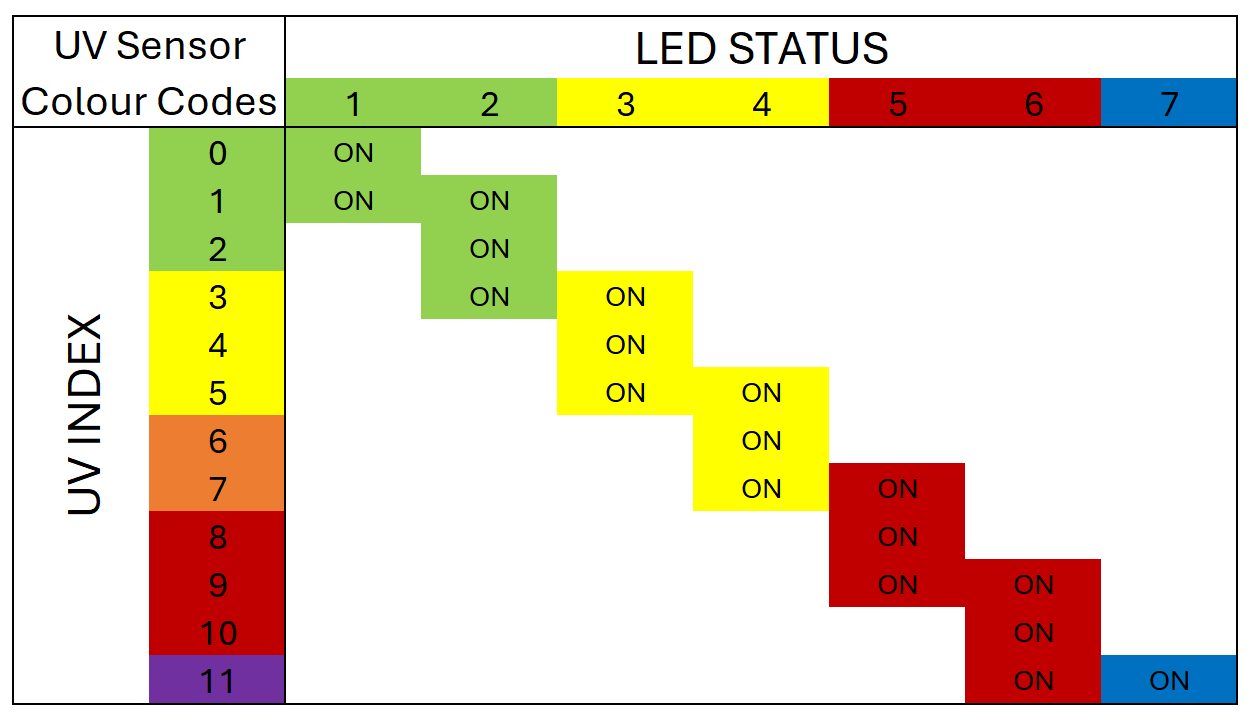 UV Sensor
Colour Codes
LED STATUS
1 2 3 4 5 6 7
UV INDEX
0 ON
1 ON ON
2 ON
3 ON ON
4 ON
5 ON ON
6 ON
7 ON ON
8 ON
9 ON ON
10 ON
11 ON ON